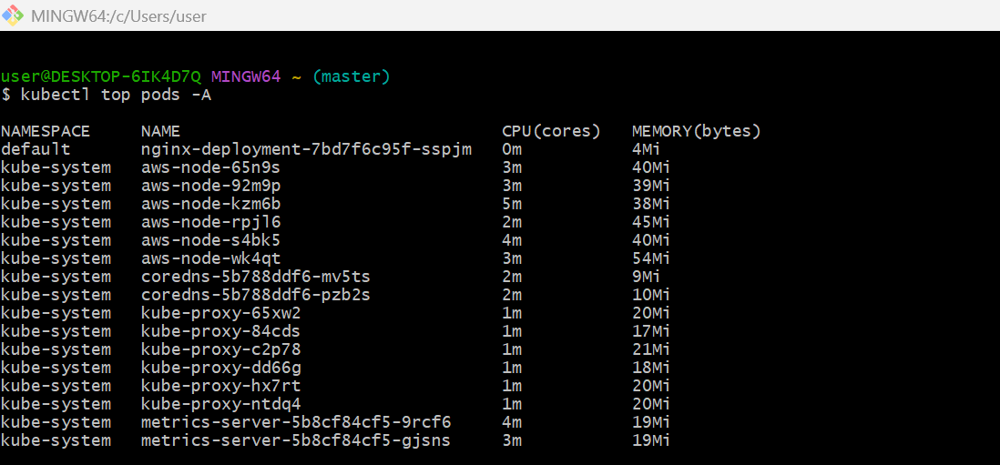 MINGW64:/c/Users/user
user@DESKTOP-6IK4D7Q MINGW64 ~ (master)
$ kubectl top pods -A
NAMESPACE     NAME                                CPU(cores)   MEMORY(bytes)
default       nginx-deployment-7bd7f6c95f-sspjm   0m           4Mi
kube-system   aws-node-65n9s                      3m           40Mi
kube-system   aws-node-92m9p                      3m           39Mi
kube-system   aws-node-kzm6b                      5m           38Mi
kube-system   aws-node-rpjl6                      2m           45Mi
kube-system   aws-node-s4bk5                      4m           40Mi
kube-system   aws-node-wk4qt                      3m           54Mi
kube-system   coredns-5b788ddf6-mv5ts             2m           9Mi
kube-system   coredns-5b788ddf6-pzb2s             2m           10Mi
kube-system   kube-proxy-65xw2                    1m           20Mi
kube-system   kube-proxy-84cds                    1m           17Mi
kube-system   kube-proxy-c2p78                    1m           21Mi
kube-system   kube-proxy-dd66g                    1m           18Mi
kube-system   kube-proxy-hx7rt                    1m           20Mi
kube-system   kube-proxy-ntdq4                    1m           20Mi
kube-system   metrics-server-5b8cf84cf5-9rcf6     4m           19Mi
kube-system   metrics-server-5b8cf84cf5-gjsns     3m           19Mi